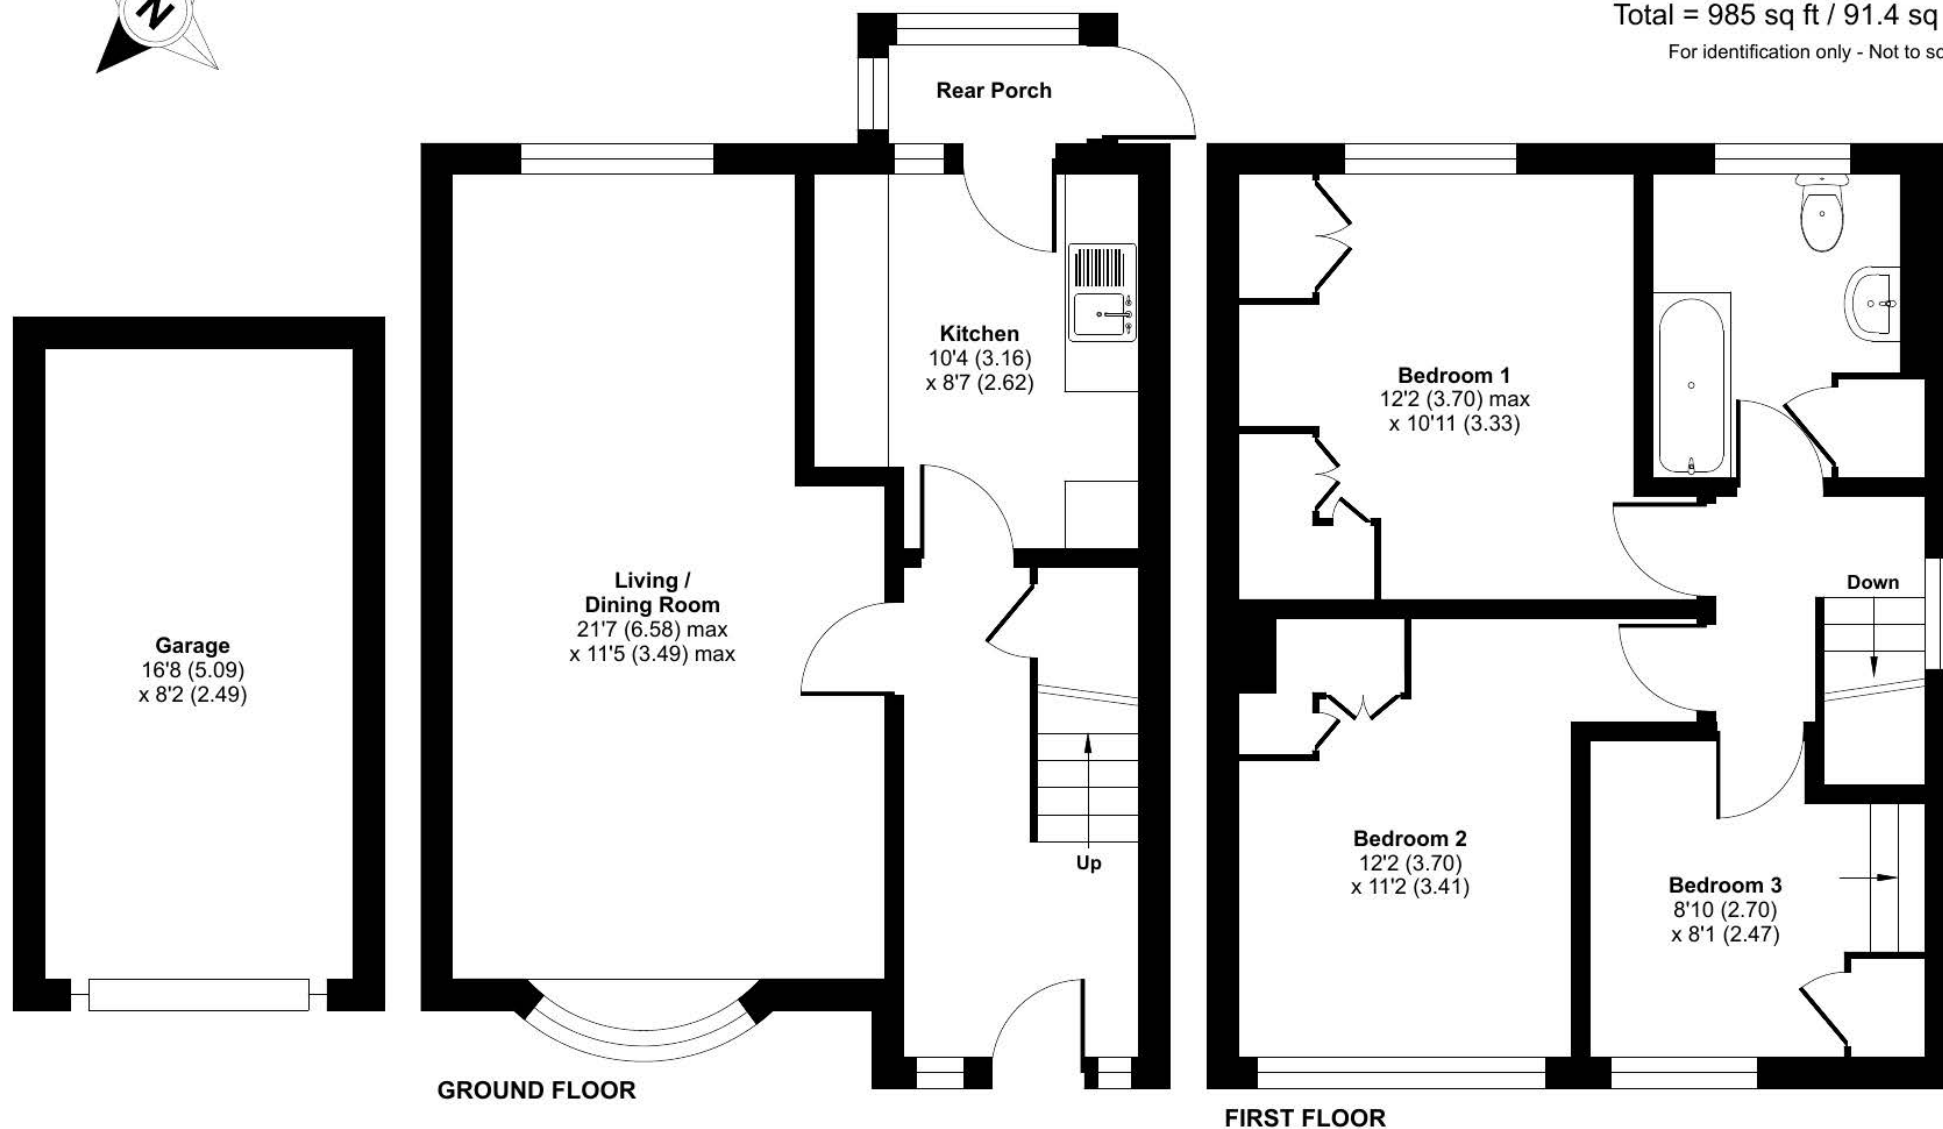 N
Total = 985 sq ft / 91.4 sq
For identification only - Not to
Rear Porch
Kitchen
10'4 (3.16)
x 8'7 (2.62)
Living /
Dining Room
21'7 (6.58) max
x 11'5 (3.49) max
Garage
16'8 (5.09)
x 8'2 (2.49)
Up
GROUND FLOOR
Bedroom 1
12'2 (3.70) max
x 10'11 (3.33)
Down
Bedroom 2
12'2 (3.70)
x 11'2 (3.41)
Bedroom 3
8'10 (2.70)
x 8'1 (2.47)
FIRST FLOOR